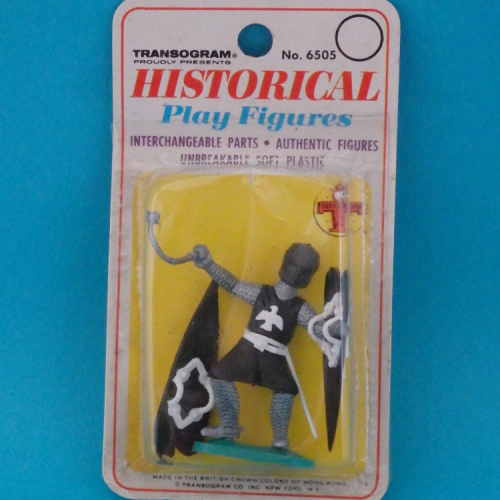 TRANSOGRAM® No. 6505
PROUDLY PRESENTS
HISTORICAL
Play Figures
INTERCHANGEABLE PARTS • AUTHENTIC FIGURES
UNBREAKABLE SOFT PLASTIC
MADE IN THE BRITISH CROWN COLONY OF HONG KONG
© TRANSOGRAM CO. INC. NEW YORK, N.Y.